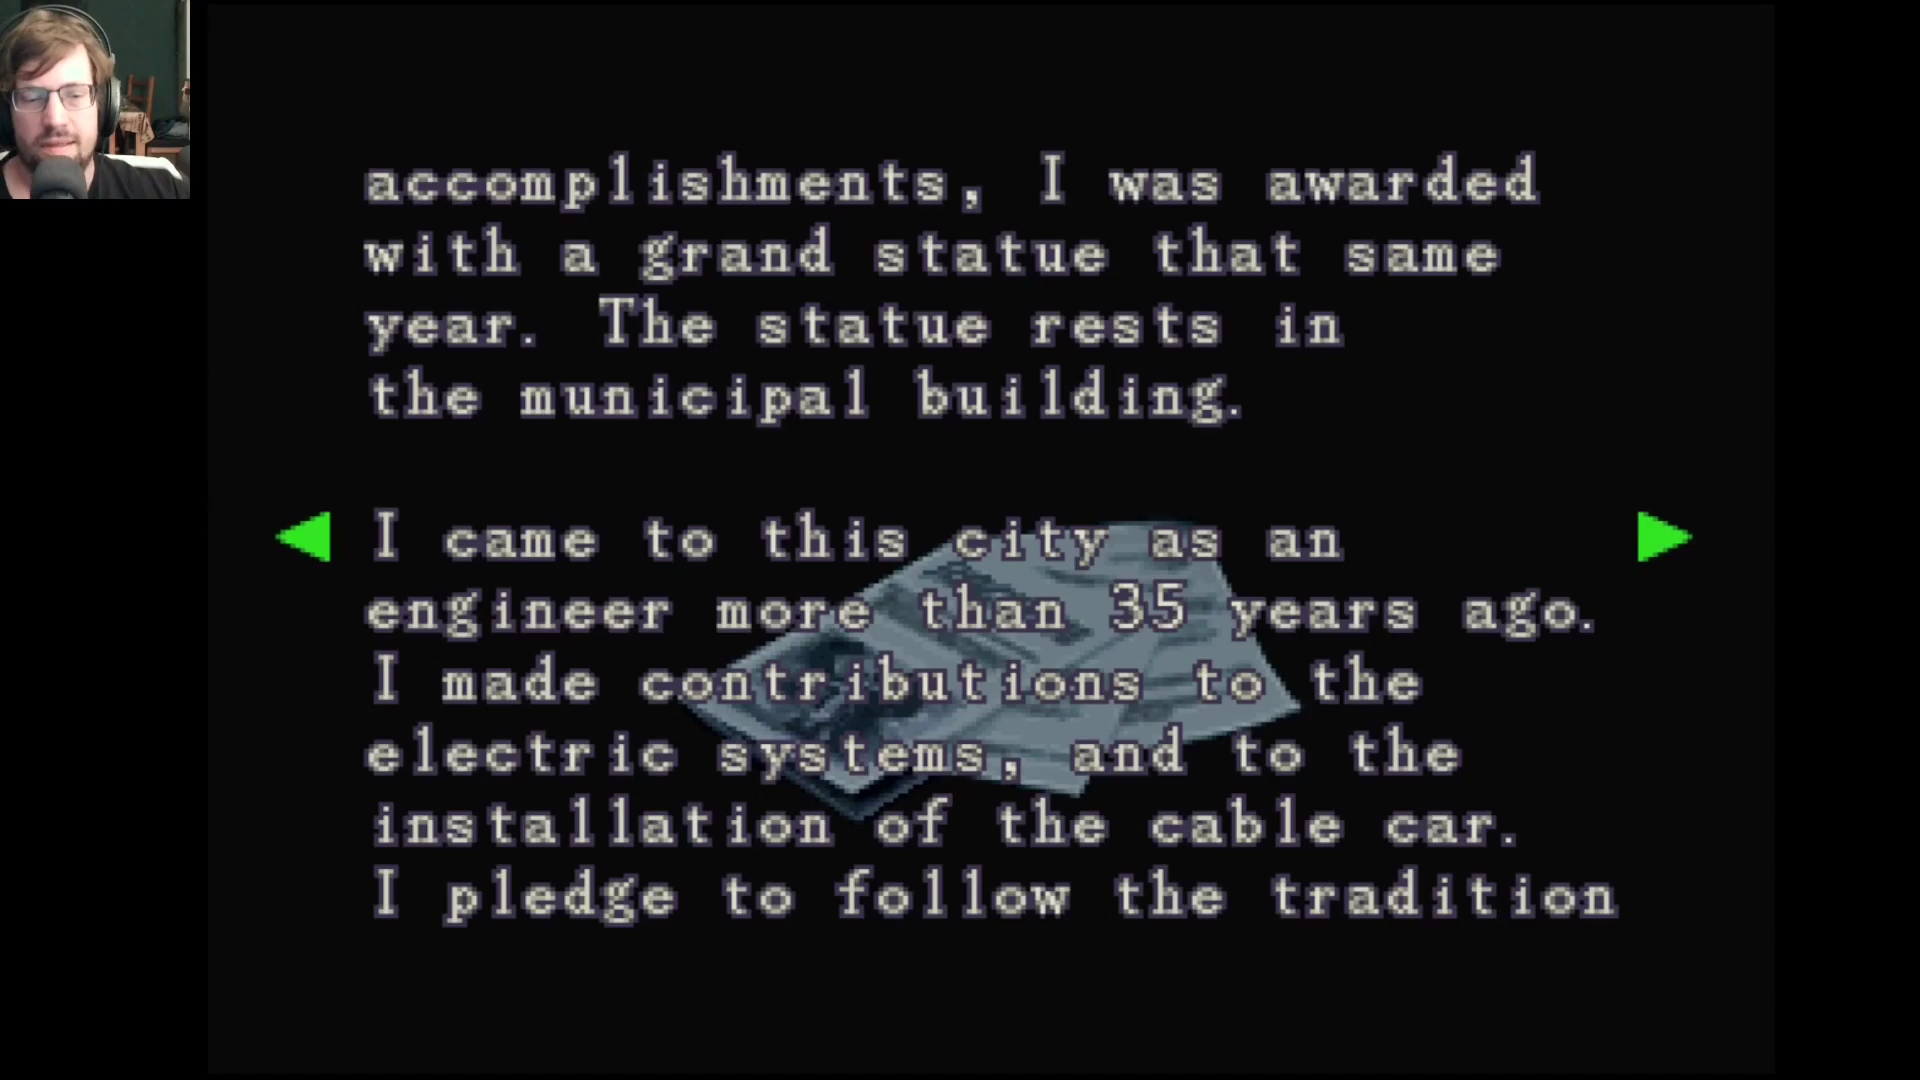 accomplishments, I was awarded
with a grand statue that same
year. The statue rests in
the municipal building.
I came to this city as an
engineer more than 35 years ago.
I made contributions to the
electric systems, and to the
installation of the cable car.
I pledge to follow the tradition